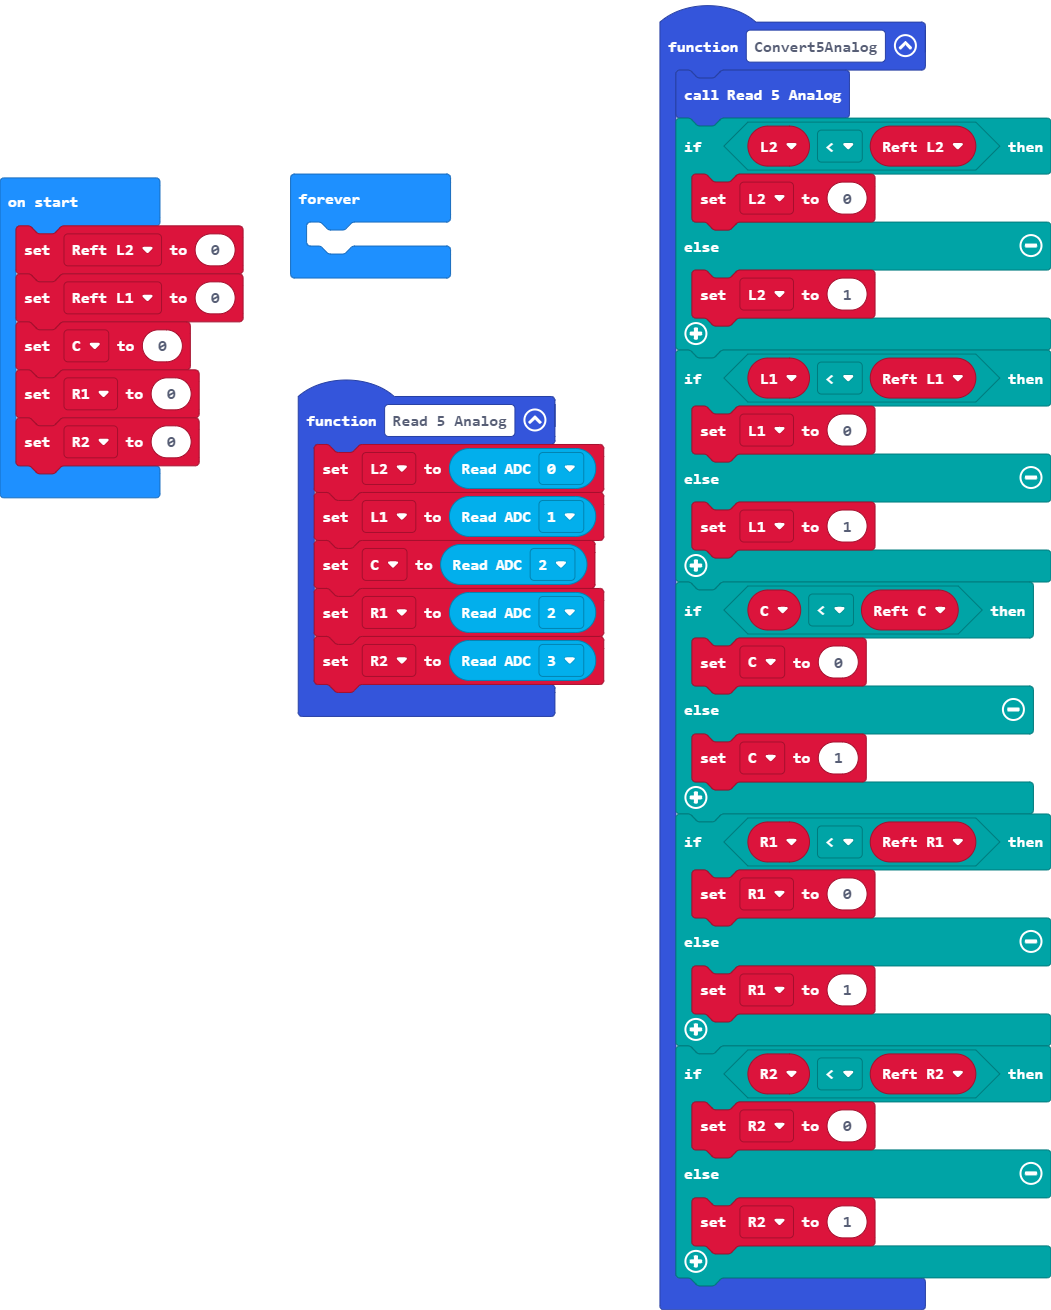 on start
set Reft L2 to 0
set Reft L1 to 0
set C to 0
set R1 to 0
set R2 to 0
forever
function Read 5 Analog
set L2 to Read ADC 0
set L1 to Read ADC 1
set C to Read ADC 2
set R1 to Read ADC 2
set R2 to Read ADC 3
function Convert5Analog
call Read 5 Analog
if L2 < Reft L2 then
set L2 to 0
else
set L2 to 1
if L1 < Reft L1 then
set L1 to 0
else
set L1 to 1
if C < Reft C then
set C to 0
else
set C to 1
if R1 < Reft R1 then
set R1 to 0
else
set R1 to 1
if R2 < Reft R2 then
set R2 to 0
else
set R2 to 1